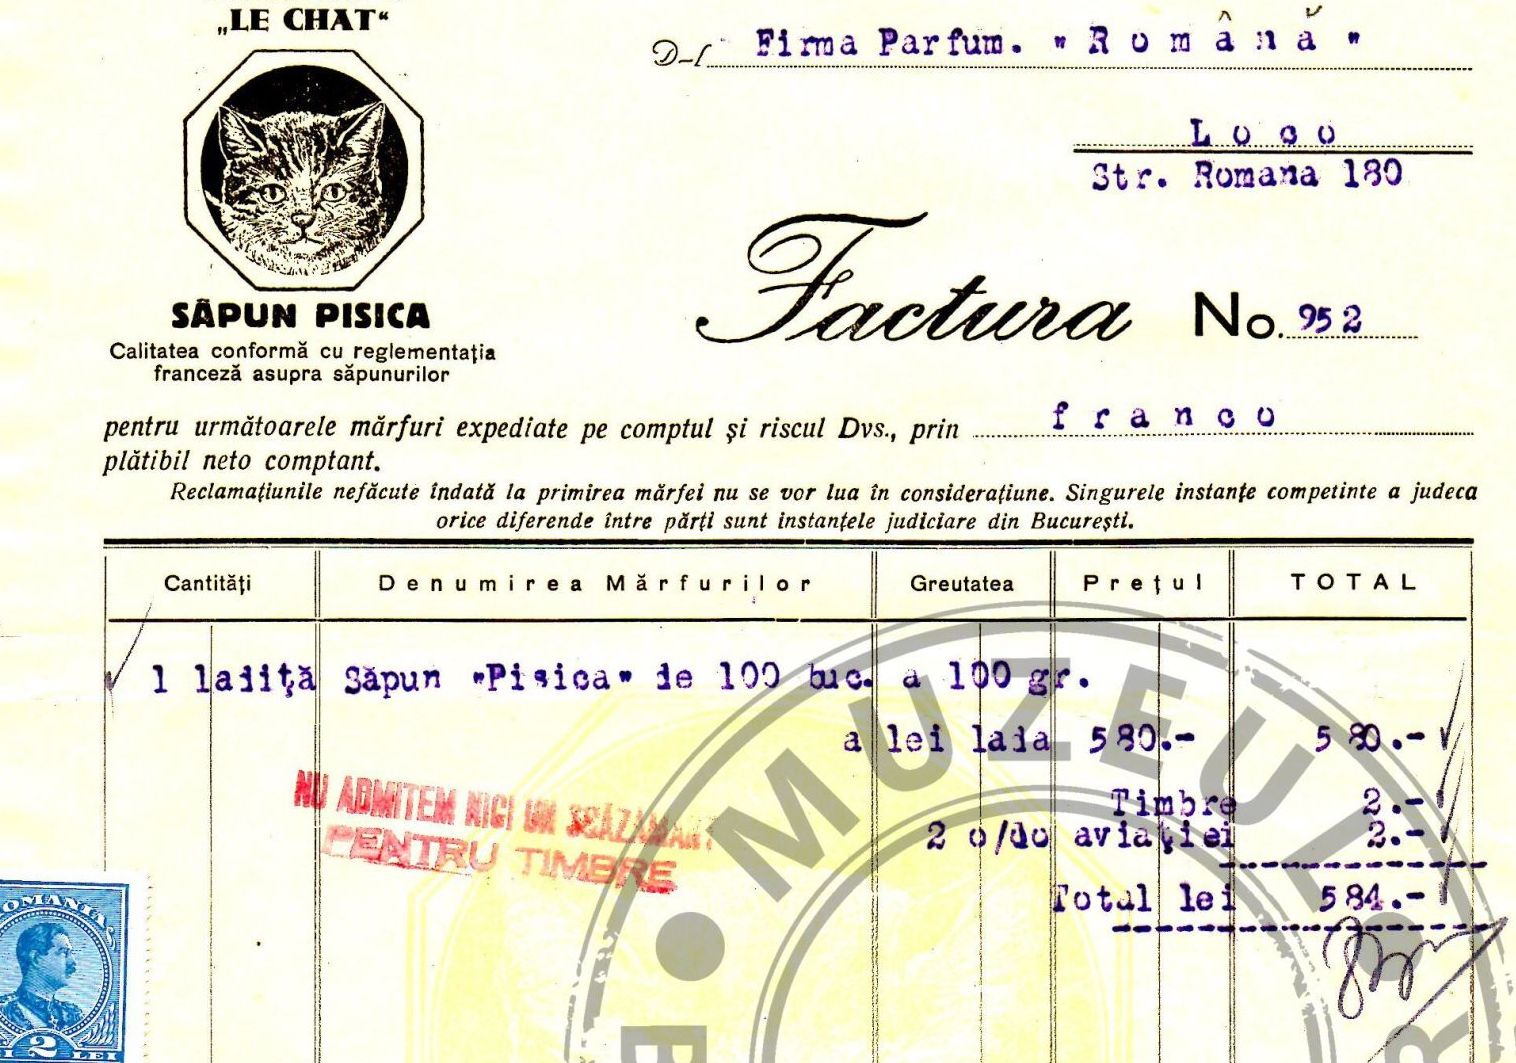 „LE CHAT“
D-l Firma Parfum. "Română"
Loco
Str. Romana 180
SĂPUN PISICA
Calitatea conformă cu reglementația
franceză asupra săpunurilor
Factura No. 952
pentru următoarele mărfuri expediate pe comptul și riscul Dvs., prin franco
plătibil neto comptant.
Reclamațiunile nefăcute îndată la primirea mărfei nu se vor lua în considerațiune. Singurele instanțe competinte a judeca
orice diferende între părți sunt instanțele judiciare din București.
Cantități Denumirea Mărfurilor Greutatea Prețul TOTAL
1 ladiță Săpun "Pisica" de 100 buc. a 100 gr.
a lei lada 580.- 580.-
NU ADMITEM NICI UN SCĂZĂMÂNT
PENTRU TIMBRE
Timbre 2.-
2 o/do aviației 2.-
Total lei 584.-
ROMANIA
2 LEI
MUZEUL